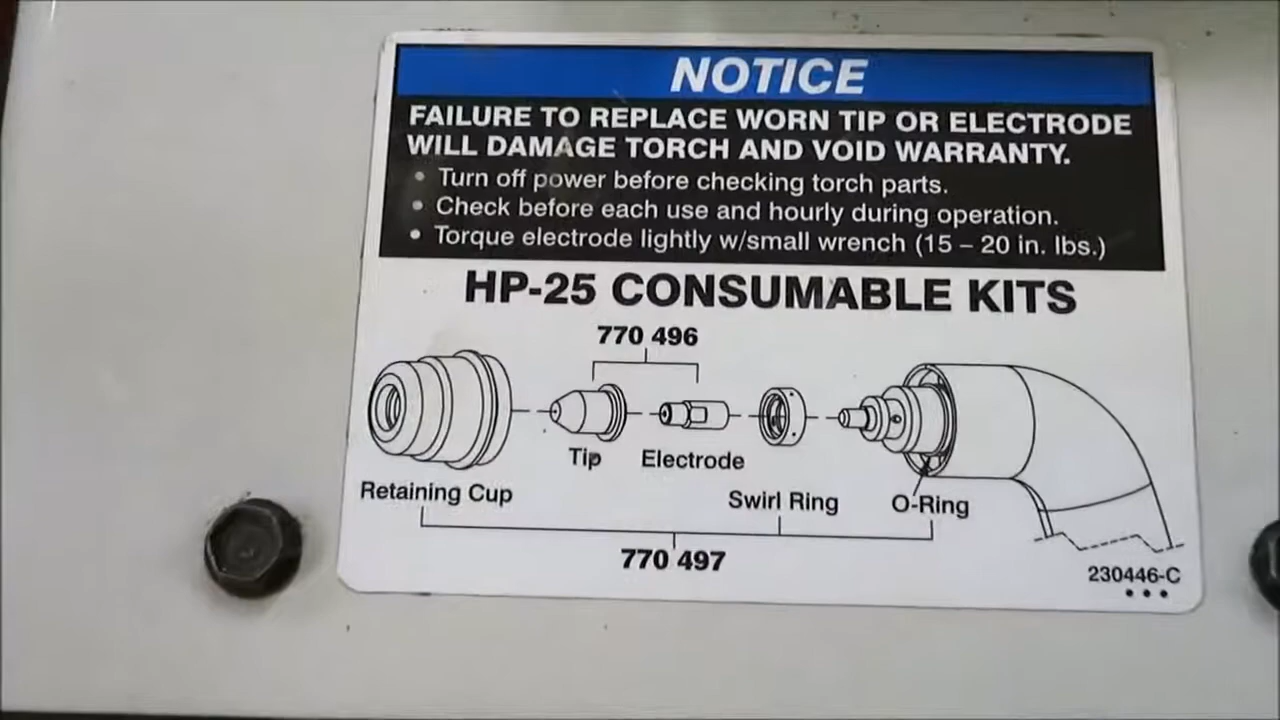 NOTICE
FAILURE TO REPLACE WORN TIP OR ELECTRODE
WILL DAMAGE TORCH AND VOID WARRANTY.
• Turn off power before checking torch parts.
• Check before each use and hourly during operation.
• Torque electrode lightly w/small wrench (15 – 20 in. lbs.)
HP-25 CONSUMABLE KITS
770 496
Tip
Electrode
Retaining Cup
Swirl Ring
O-Ring
770 497
230446-C